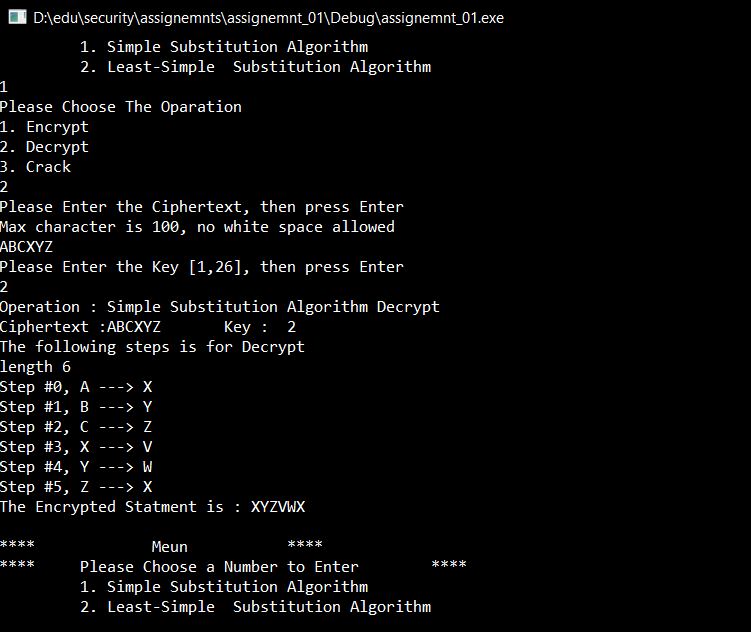 D:\edu\security\assignemnts\assignemnt_01\Debug\assignemnt_01.exe
1. Simple Substitution Algorithm
2. Least-Simple  Substitution Algorithm
1
Please Choose The Oparation
1. Encrypt
2. Decrypt
3. Crack
2
Please Enter the Ciphertext, then press Enter
Max character is 100, no white space allowed
ABCXYZ
Please Enter the Key [1,26], then press Enter
2
Operation : Simple Substitution Algorithm Decrypt
Ciphertext :ABCXYZ       Key :  2
The following steps is for Decrypt
length 6
Step #0, A ---> X
Step #1, B ---> Y
Step #2, C ---> Z
Step #3, X ---> V
Step #4, Y ---> W
Step #5, Z ---> X
The Encrypted Statment is : XYZVWX
****             Meun           ****
****     Please Choose a Number to Enter        ****
1. Simple Substitution Algorithm
2. Least-Simple  Substitution Algorithm